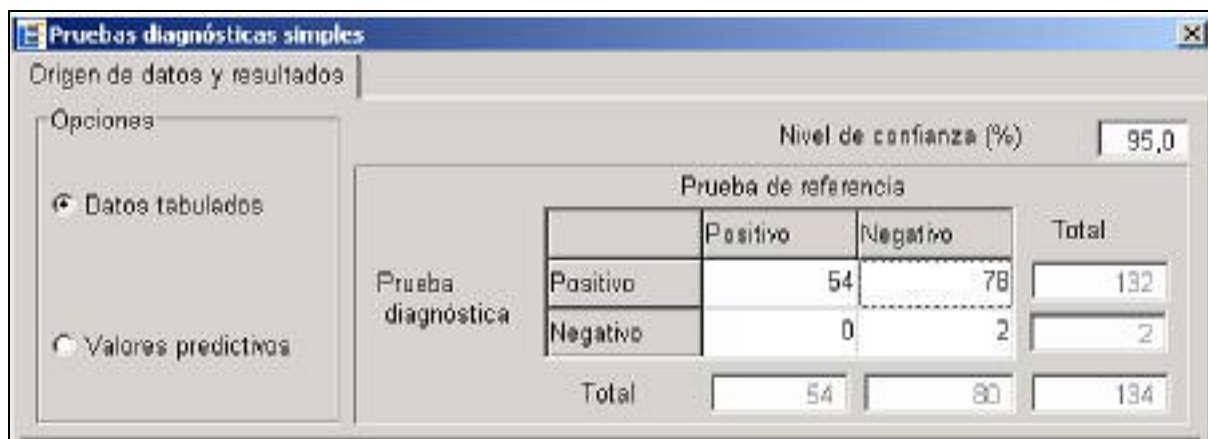 Pruebas diagnósticas simples
Origen de datos y resultados
Opciones
Nivel de confianza (%) 95,0
Datos tabulados
Valores predictivos
Prueba de referencia
Positivo Negativo Total
Prueba diagnóstica
Positivo 54 78 132
Negativo 0 2 2
Total 54 80 134